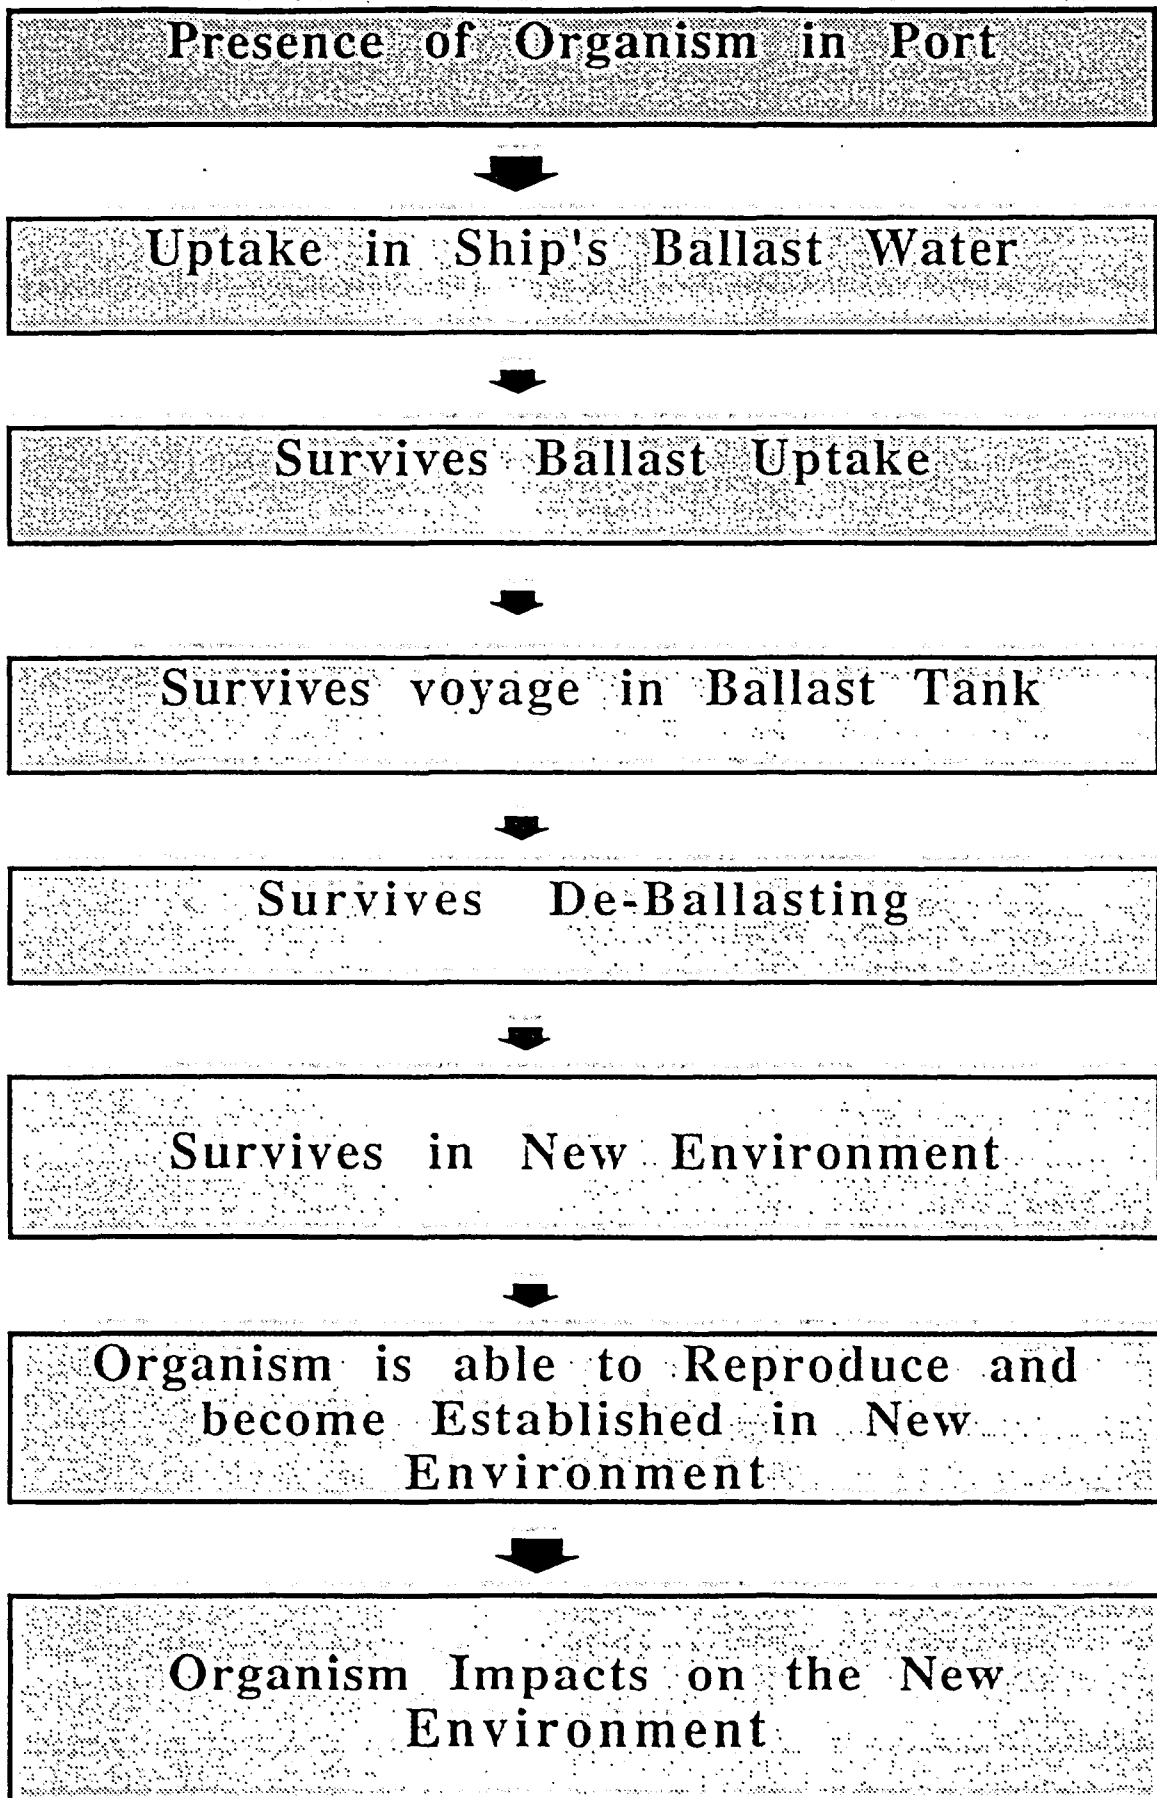 Presence of Organism in Port
Uptake in Ship's Ballast Water
Survives Ballast Uptake
Survives voyage in Ballast Tank
Survives De-Ballasting
Survives in New Environment
Organism is able to Reproduce and
become Established in New
Environment
Organism Impacts on the New
Environment